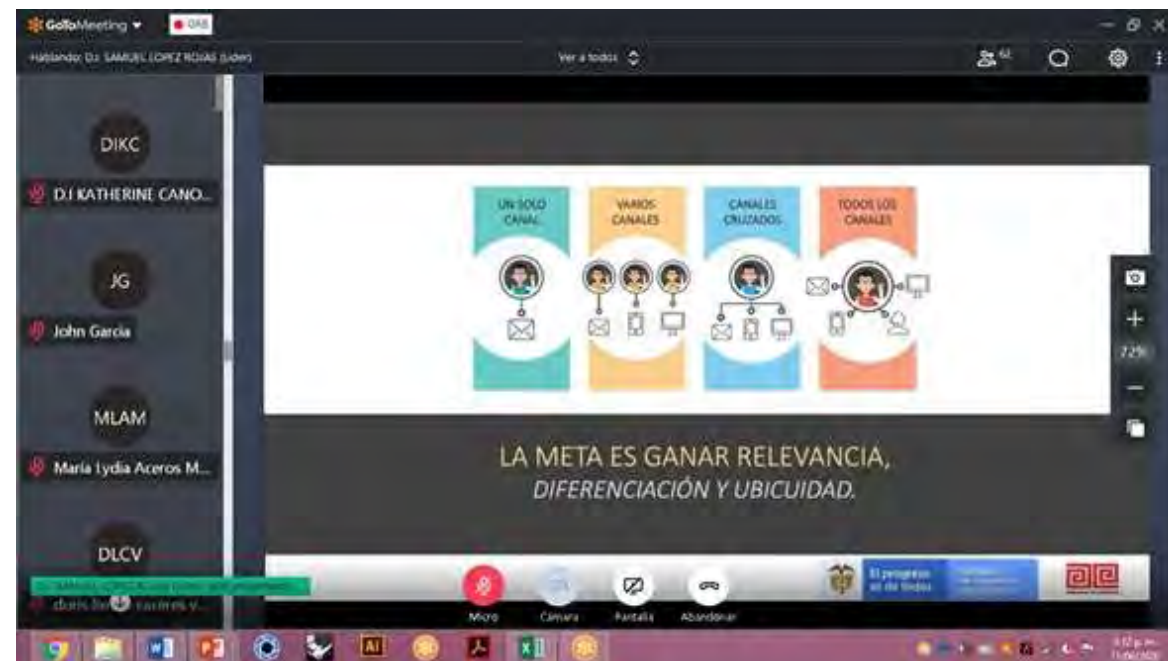 GoToMeeting
Hablando: D.I. SAMUEL LOPEZ ROJAS (Líder)
Ver a todos
DIKC
D.I KATHERINE CANO...
JG
John Garcia
MLAM
María Lydia Aceros M...
DLCV
UN SOLO
CANAL
VARIOS
CANALES
CANALES
CRUZADOS
TODOS LOS
CANALES
72%
LA META ES GANAR RELEVANCIA,
DIFERENCIACIÓN Y UBICUIDAD.
El progreso
es de todos
Micro
Cámara
Pantalla
Abandonar